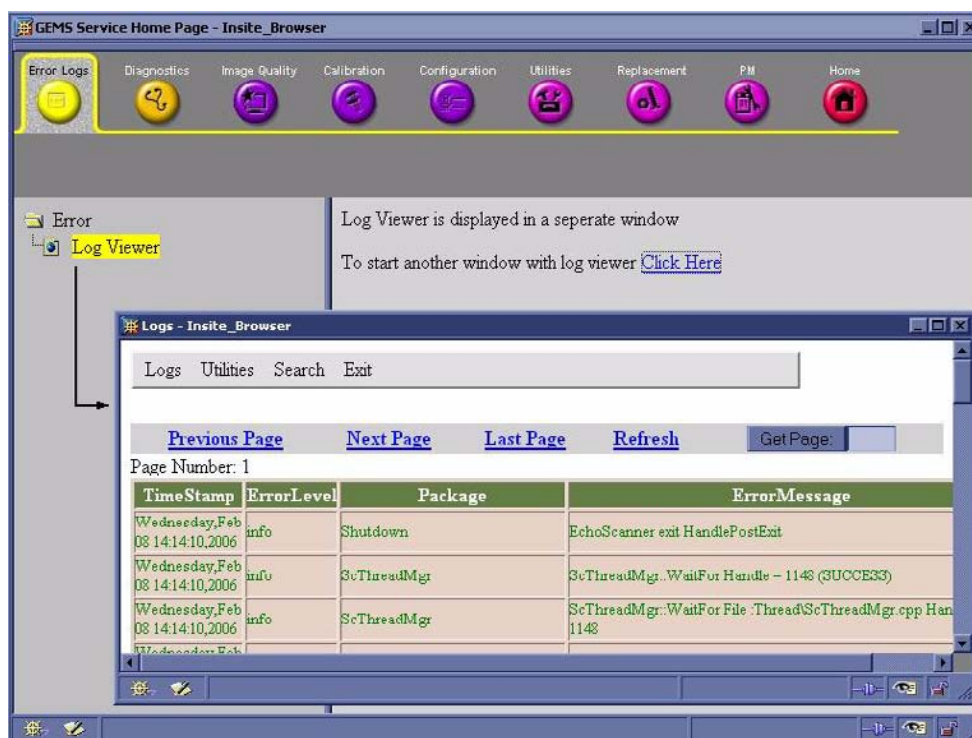 GEMS Service Home Page - Insite_Browser
Error Logs
Diagnostics
Image Quality
Calibration
Configuration
Utilities
Replacement
PM
Home
Error
Log Viewer
Log Viewer is displayed in a seperate window
To start another window with log viewer Click Here
Logs - Insite_Browser
Logs Utilities Search Exit
Previous Page Next Page Last Page Refresh Get Page:
Page Number: 1
TimeStamp ErrorLevel Package ErrorMessage
Wednesday,Feb
08 14:14:10,2006
info
Shutdown
EchoScanner exit HandlePostExit
Wednesday,Feb
08 14:14:10,2006
info
ScThreadMgr
ScThreadMgr::WaitFor Handle – 1148 (SUCCESS)
Wednesday,Feb
08 14:14:10,2006
info
ScThreadMgr
ScThreadMgr::WaitFor File :Thread\ScThreadMgr.cpp Han
1148
Wednesday,Feb